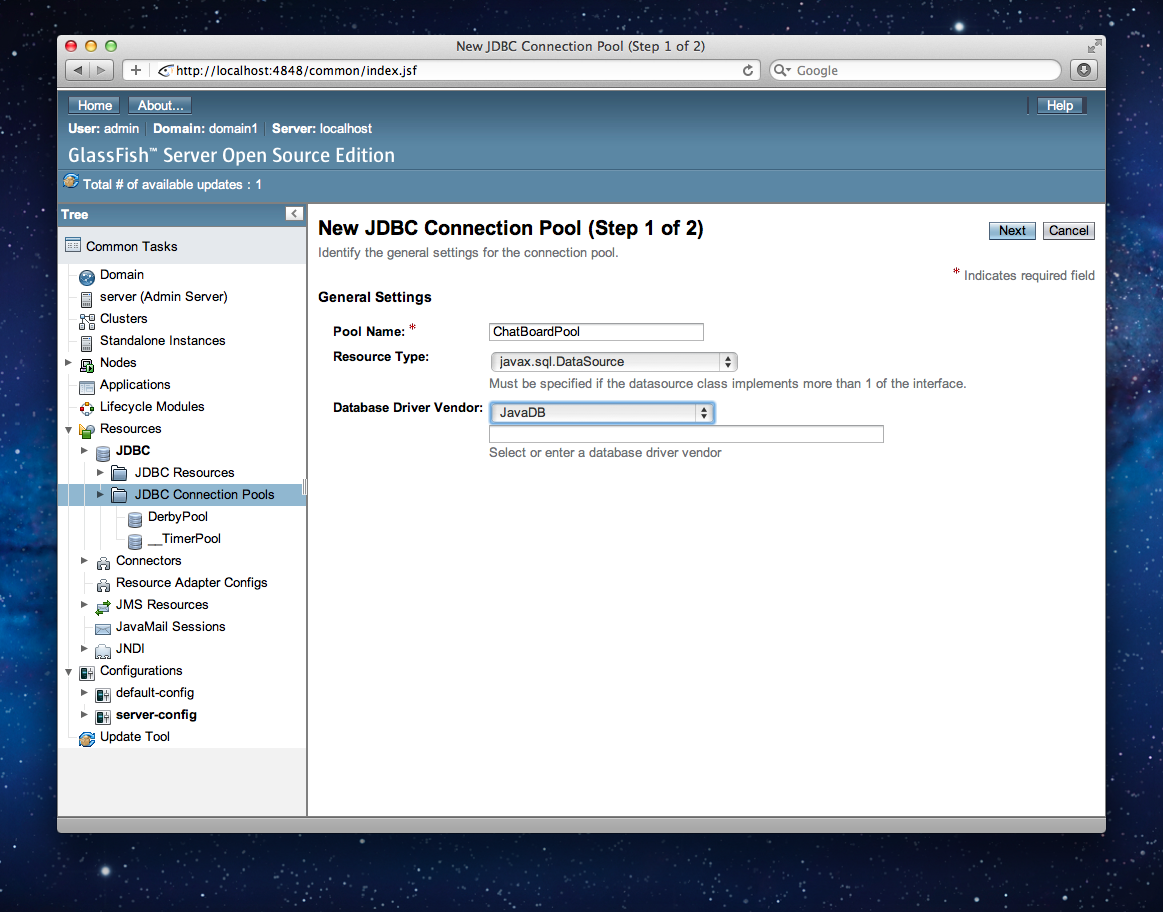 New JDBC Connection Pool (Step 1 of 2)
http://localhost:4848/common/index.jsf
Google
Home About... Help
User: admin Domain: domain1 Server: localhost
GlassFish™ Server Open Source Edition
Total # of available updates : 1
Tree
Common Tasks
Domain
server (Admin Server)
Clusters
Standalone Instances
Nodes
Applications
Lifecycle Modules
Resources
JDBC
JDBC Resources
JDBC Connection Pools
DerbyPool
__TimerPool
Connectors
Resource Adapter Configs
JMS Resources
JavaMail Sessions
JNDI
Configurations
default-config
server-config
Update Tool
New JDBC Connection Pool (Step 1 of 2)
Next Cancel
Identify the general settings for the connection pool.
* Indicates required field
General Settings
Pool Name: * ChatBoardPool
Resource Type: javax.sql.DataSource
Must be specified if the datasource class implements more than 1 of the interface.
Database Driver Vendor: JavaDB
Select or enter a database driver vendor